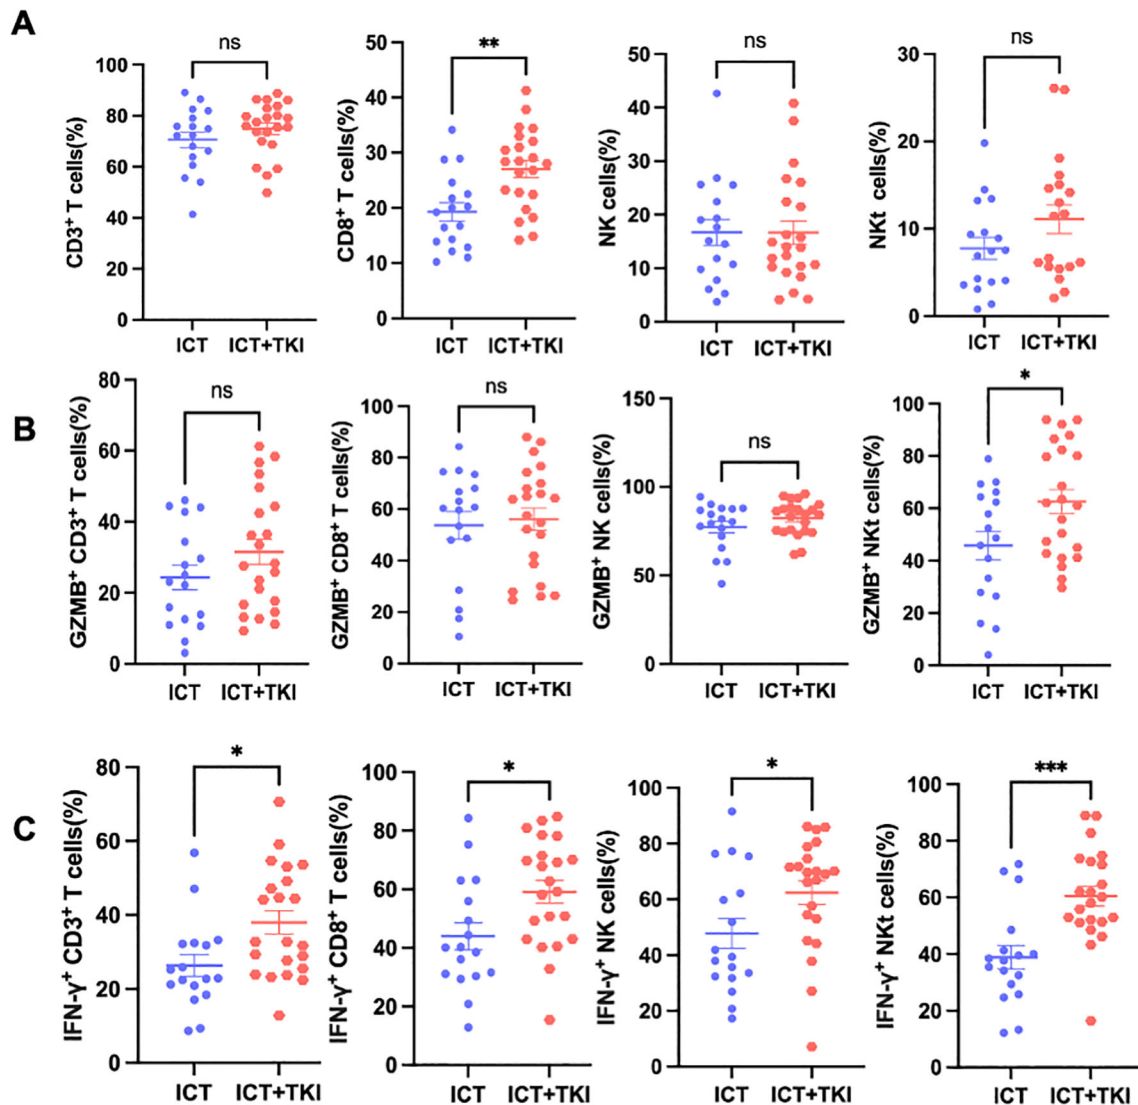 A
ns
CD3+ T cells(%)
100
80
60
40
20
0
ICT ICT+TKI
**
CD8+ T cells(%)
50
40
30
20
10
0
ICT ICT+TKI
ns
NK cells(%)
50
40
30
20
10
0
ICT ICT+TKI
ns
NKt cells(%)
30
20
10
0
ICT ICT+TKI
B
ns
GZMB+ CD3+ T cells(%)
80
60
40
20
0
ICT ICT+TKI
ns
GZMB+ CD8+ T cells(%)
100
80
60
40
20
0
ICT ICT+TKI
ns
GZMB+ NK cells(%)
150
100
50
0
ICT ICT+TKI
*
GZMB+ NKt cells(%)
100
80
60
40
20
0
ICT ICT+TKI
C
*
IFN-γ+ CD3+ T cells(%)
80
60
40
20
0
ICT ICT+TKI
*
IFN-γ+ CD8+ T cells(%)
100
80
60
40
20
0
ICT ICT+TKI
*
IFN-γ+ NK cells(%)
100
80
60
40
20
0
ICT ICT+TKI
***
IFN-γ+ NKt cells(%)
100
80
60
40
20
0
ICT ICT+TKI